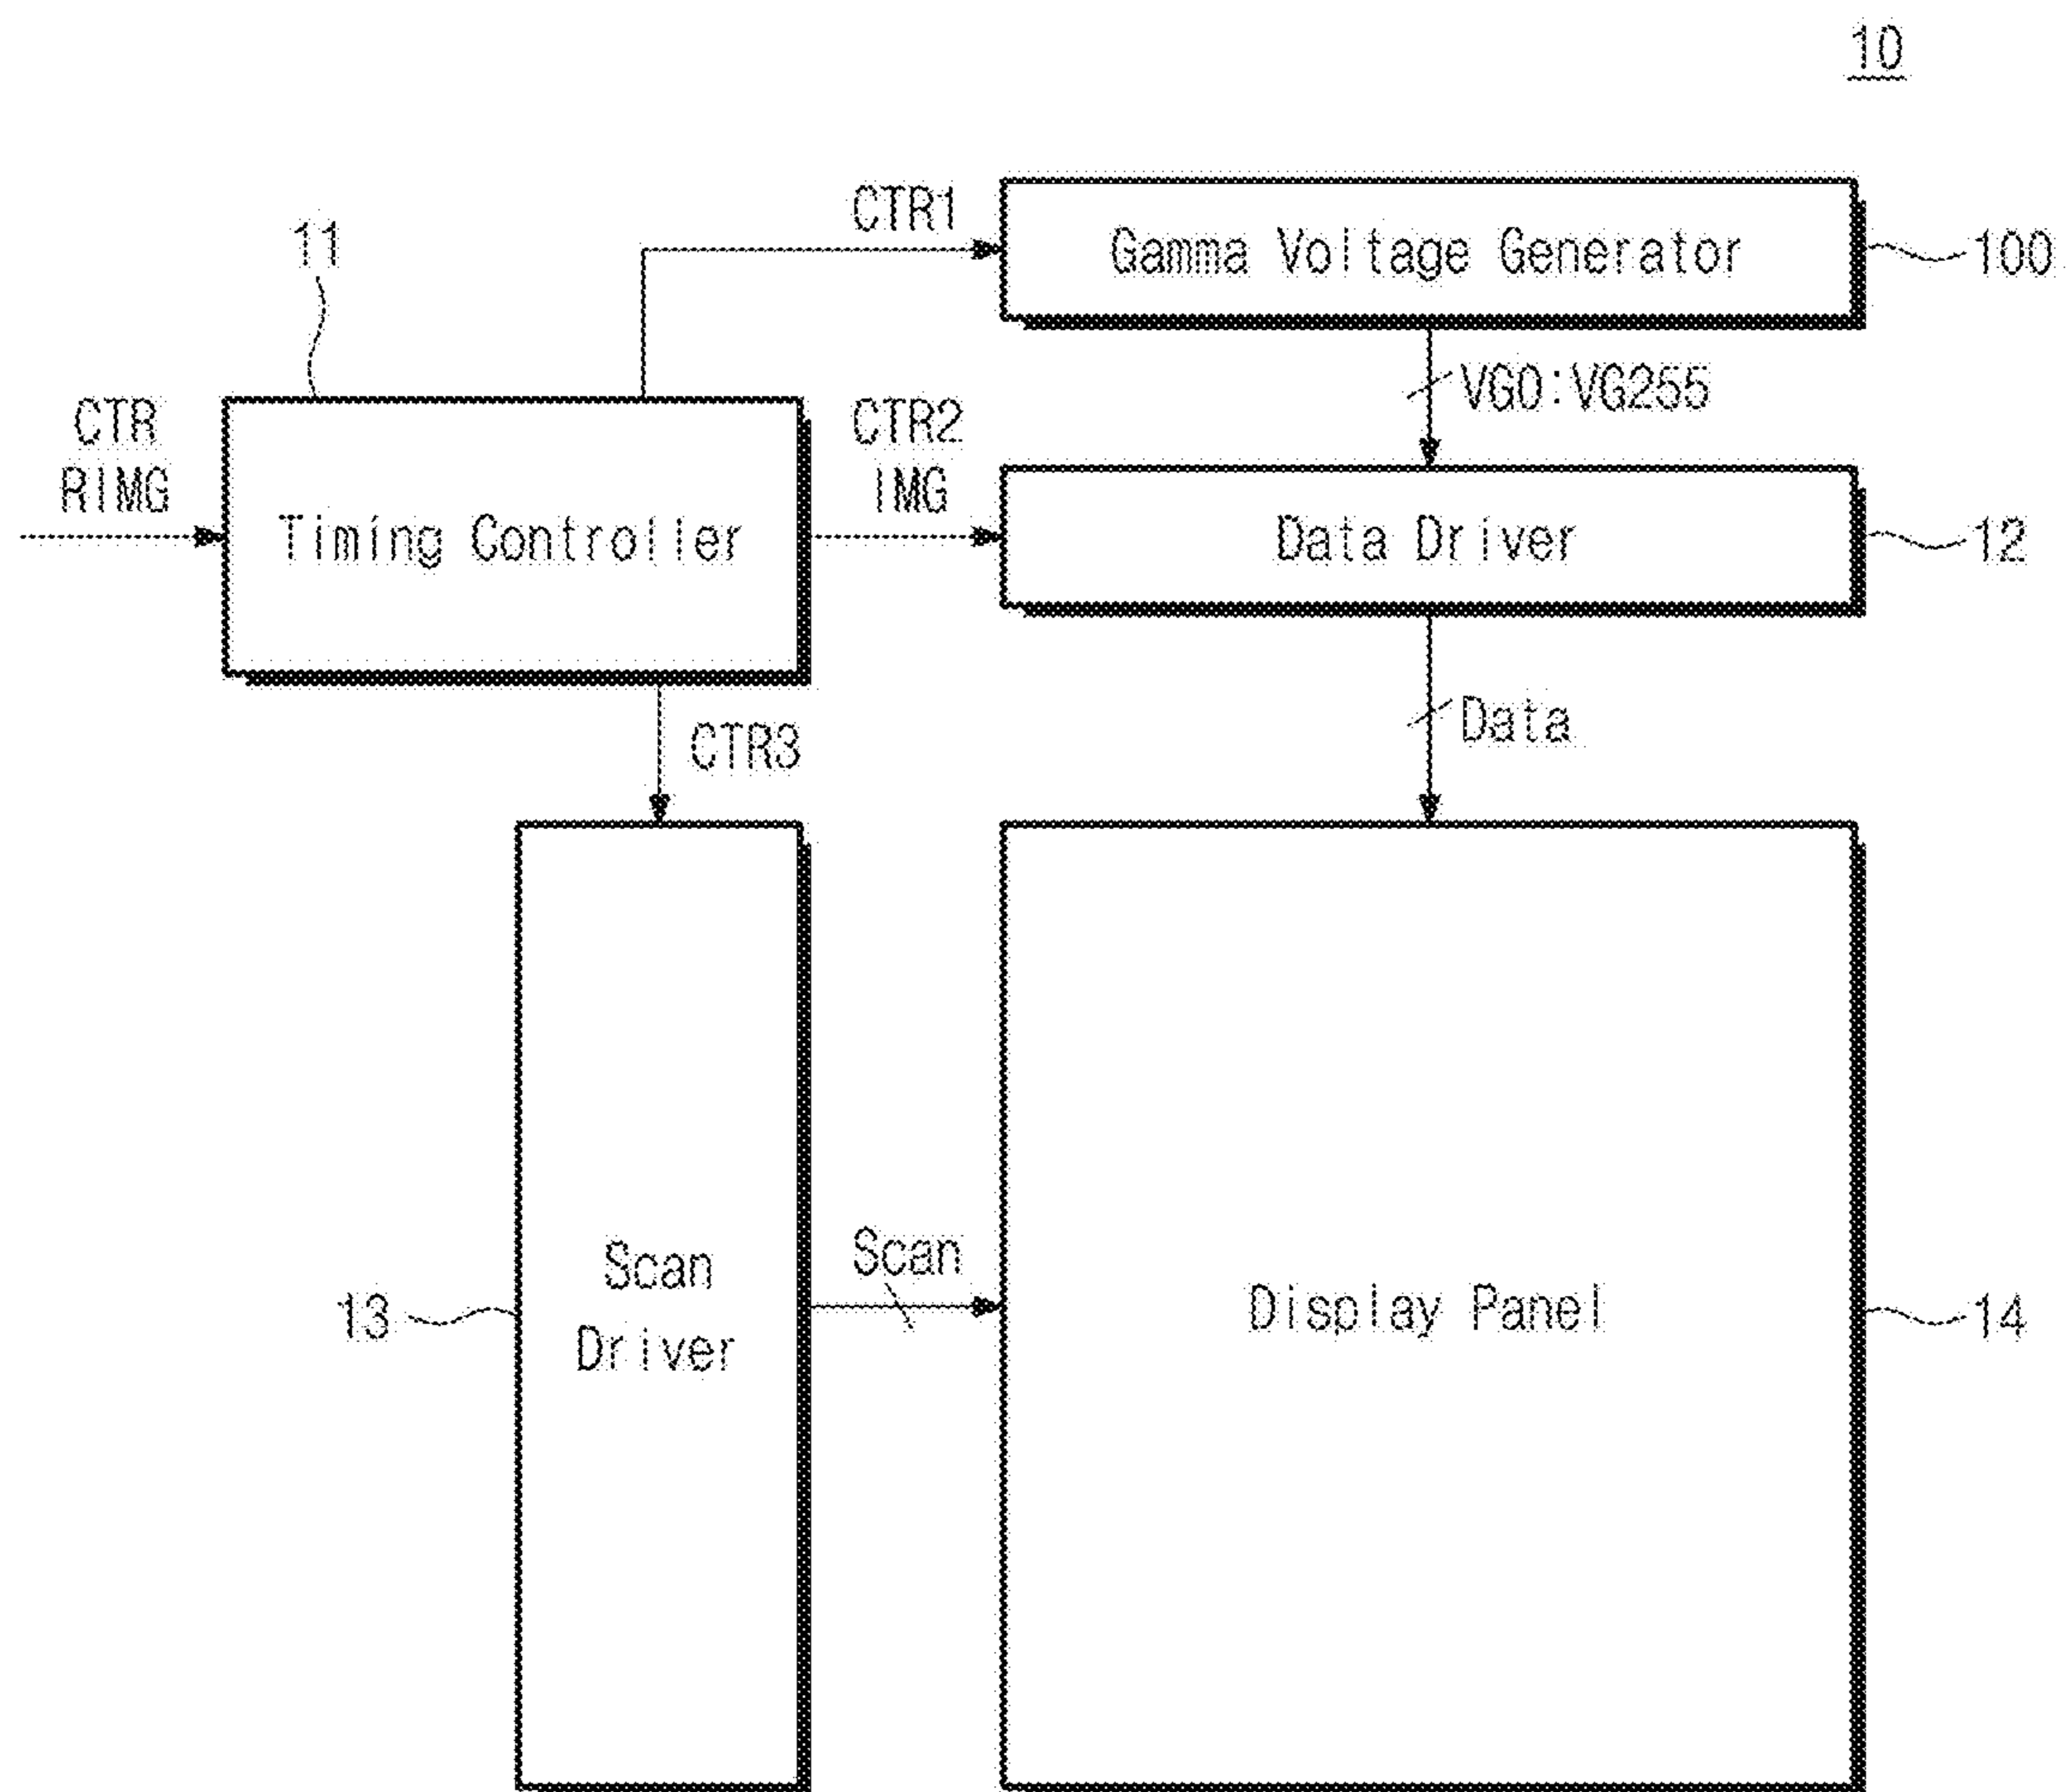 10
CTR1
Gamma Voltage Generator
100
11
VG0:VG255
CTR
RIMG
CTR2
IMG
Timing Controller
Data Driver
12
CTR3
Data
Scan
Driver
13
Scan
Display Panel
14